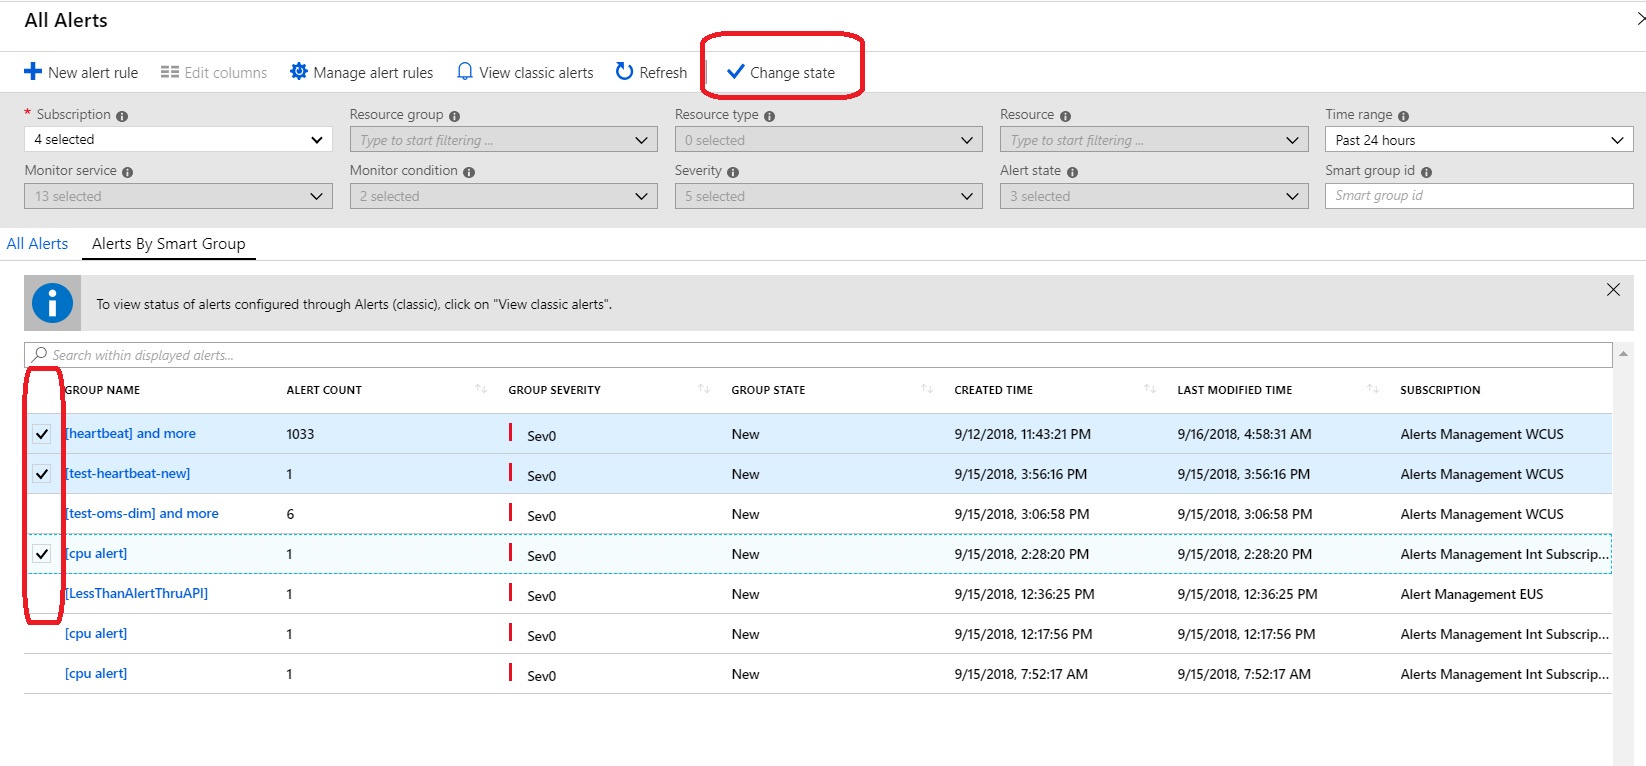 All Alerts
New alert rule Edit columns Manage alert rules View classic alerts Refresh Change state
* Subscription Resource group Resource type Resource Time range
4 selected Type to start filtering ... 0 selected Type to start filtering ... Past 24 hours
Monitor service Monitor condition Severity Alert state Smart group id
13 selected 2 selected 5 selected 3 selected Smart group id
All Alerts Alerts By Smart Group
To view status of alerts configured through Alerts (classic), click on "View classic alerts".
Search within displayed alerts...
GROUP NAME ALERT COUNT GROUP SEVERITY GROUP STATE CREATED TIME LAST MODIFIED TIME SUBSCRIPTION
[heartbeat] and more 1033 Sev0 New 9/12/2018, 11:43:21 PM 9/16/2018, 4:58:31 AM Alerts Management WCUS
[test-heartbeat-new] 1 Sev0 New 9/15/2018, 3:56:16 PM 9/15/2018, 3:56:16 PM Alerts Management WCUS
[test-oms-dim] and more 6 Sev0 New 9/15/2018, 3:06:58 PM 9/15/2018, 3:06:58 PM Alerts Management WCUS
[cpu alert] 1 Sev0 New 9/15/2018, 2:28:20 PM 9/15/2018, 2:28:20 PM Alerts Management Int Subscrip...
[LessThanAlertThruAPI] 1 Sev0 New 9/15/2018, 12:36:25 PM 9/15/2018, 12:36:25 PM Alert Management EUS
[cpu alert] 1 Sev0 New 9/15/2018, 12:17:56 PM 9/15/2018, 12:17:56 PM Alerts Management Int Subscrip...
[cpu alert] 1 Sev0 New 9/15/2018, 7:52:17 AM 9/15/2018, 7:52:17 AM Alerts Management Int Subscrip...